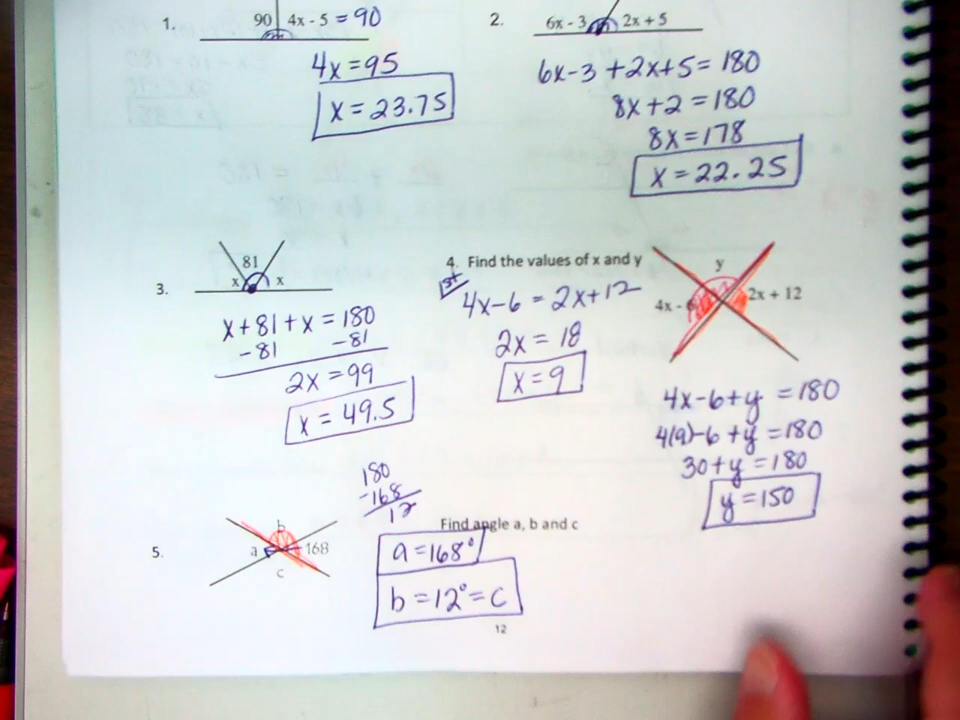 1.
90 4x - 5 = 90
4x = 95
x = 23.75
2.
6x - 3 2x + 5
6x-3 +2x+5 = 180
8x+2 = 180
8x = 178
x = 22.25
3.
81
x x
x+81+x = 180
-81 -81
2x = 99
x = 49.5
4. Find the values of x and y
1st
4x-6 = 2x+12
2x = 18
x = 9
y
4x - 6 2x + 12
4x-6+y = 180
4(9)-6 +y = 180
30+y = 180
y = 150
5.
b
a 168
c
180
-168
12
Find angle a, b and c
a = 168°
b = 12° = c
12